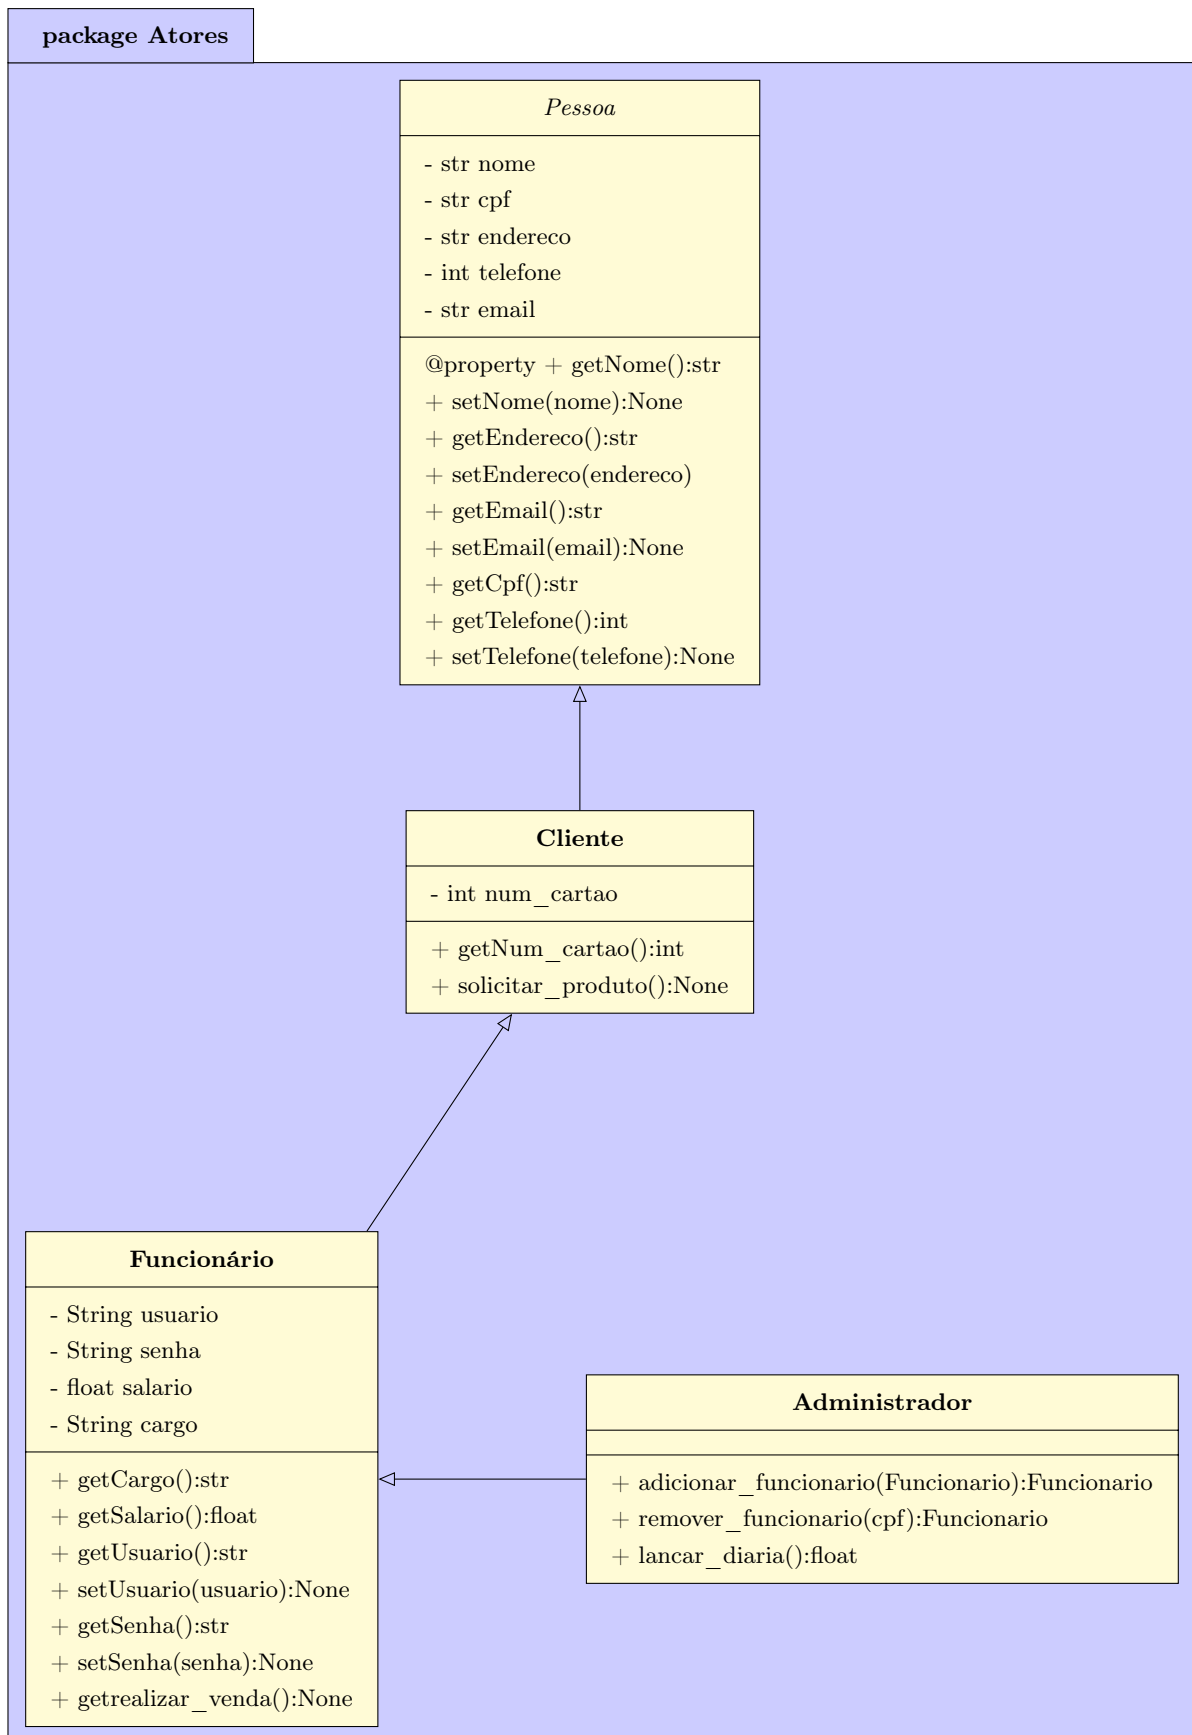 package Atores
Pessoa
- str nome
- str cpf
- str endereco
- int telefone
- str email
@property + getNome():str
+ setNome(nome):None
+ getEndereco():str
+ setEndereco(endereco)
+ getEmail():str
+ setEmail(email):None
+ getCpf():str
+ getTelefone():int
+ setTelefone(telefone):None
Cliente
- int num_cartao
+ getNum_cartao():int
+ solicitar_produto():None
Funcionário
- String usuario
- String senha
- float salario
- String cargo
+ getCargo():str
+ getSalario():float
+ getUsuario():str
+ setUsuario(usuario):None
+ getSenha():str
+ setSenha(senha):None
+ getrealizar_venda():None
Administrador
+ adicionar_funcionario(Funcionario):Funcionario
+ remover_funcionario(cpf):Funcionario
+ lancar_diaria():float